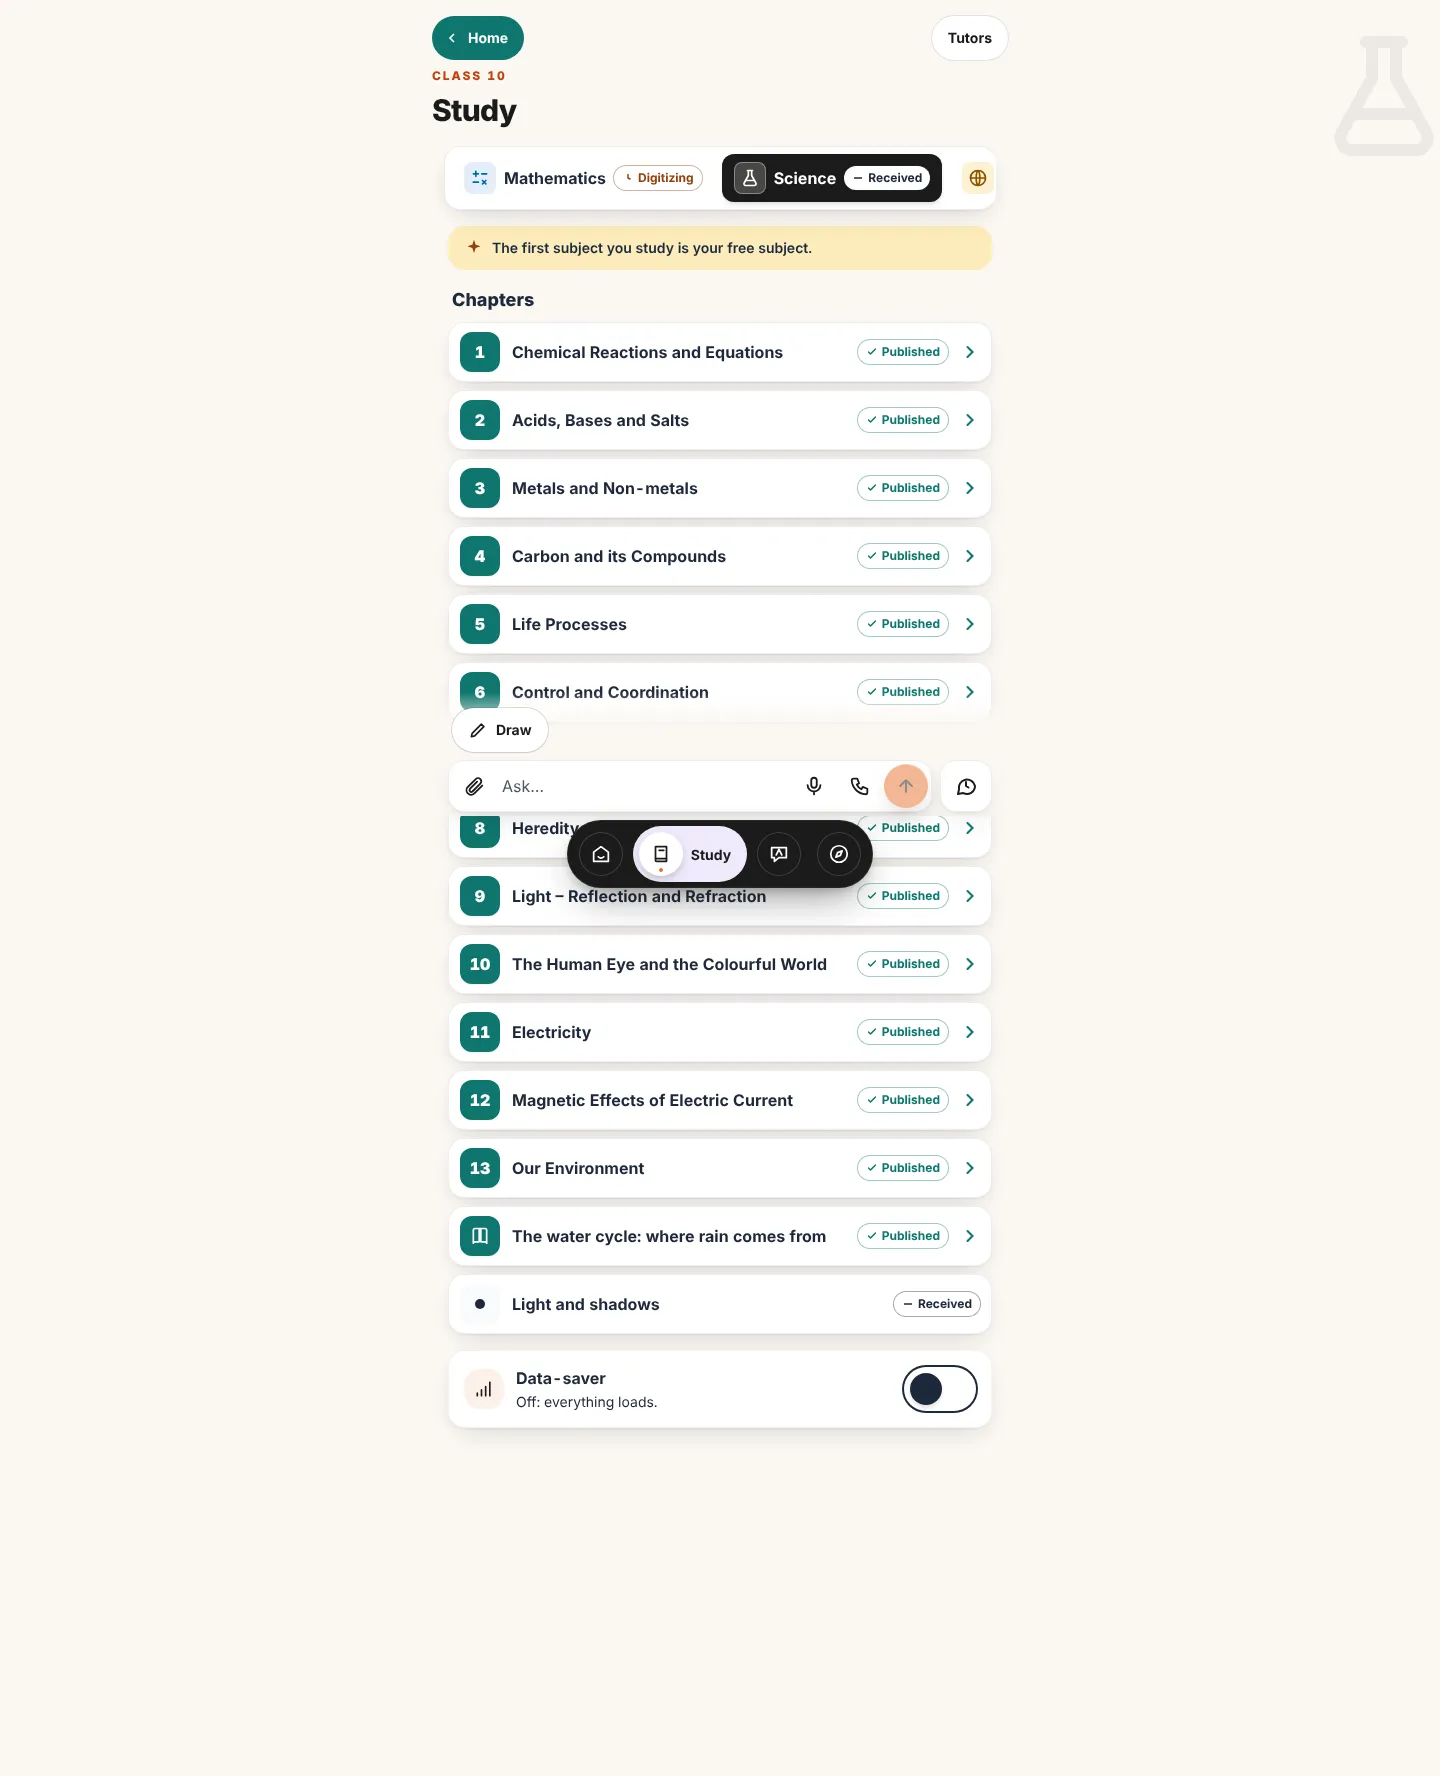 Home
Tutors
CLASS 10
Study
Mathematics Digitizing Science Received
The first subject you study is your free subject.
Chapters
1 Chemical Reactions and Equations Published
2 Acids, Bases and Salts Published
3 Metals and Non-metals Published
4 Carbon and its Compounds Published
5 Life Processes Published
6 Control and Coordination Published
Draw
Ask...
8 Heredity Published
Study
9 Light – Reflection and Refraction Published
10 The Human Eye and the Colourful World Published
11 Electricity Published
12 Magnetic Effects of Electric Current Published
13 Our Environment Published
The water cycle: where rain comes from Published
Light and shadows Received
Data-saver
Off: everything loads.